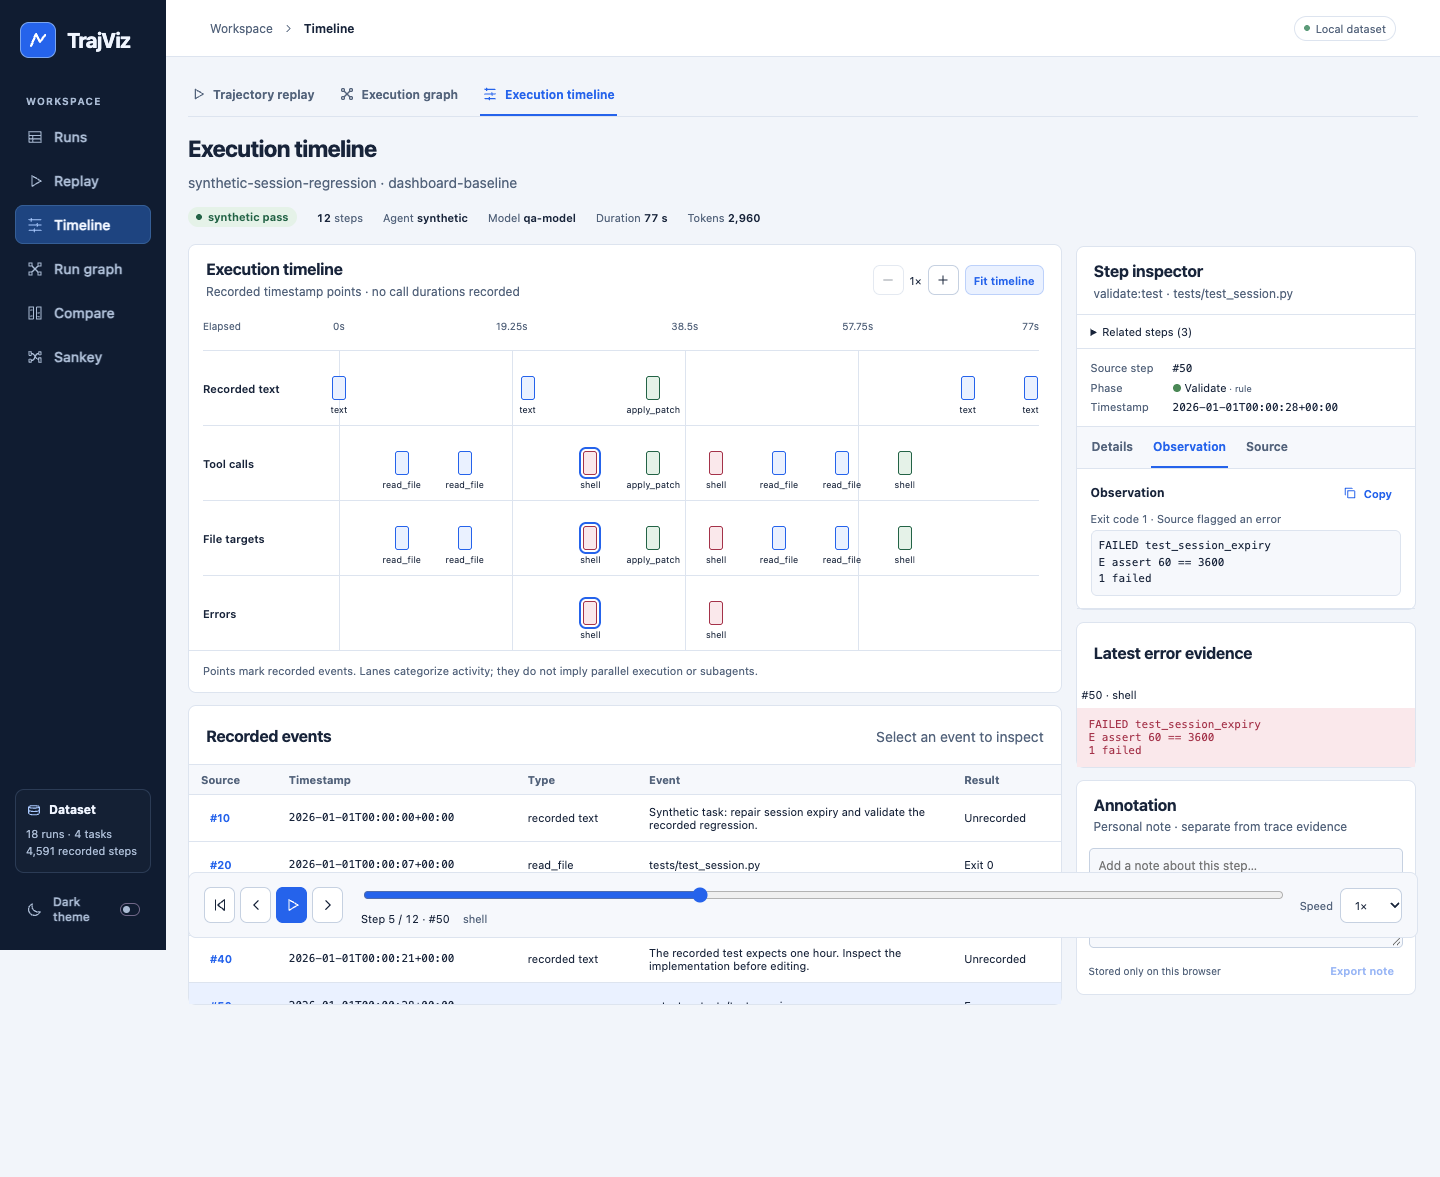 TrajViz
WORKSPACE
Runs
Replay
Timeline
Run graph
Compare
Sankey
Dataset
18 runs · 4 tasks
4,591 recorded steps
Dark
theme
Workspace > Timeline
Local dataset
Trajectory replay
Execution graph
Execution timeline
Execution timeline
synthetic-session-regression · dashboard-baseline
synthetic pass
12 steps
Agent synthetic
Model qa-model
Duration 77 s
Tokens 2,960
Execution timeline
Recorded timestamp points · no call durations recorded
− 1× + Fit timeline
Elapsed 0s 19.25s 38.5s 57.75s 77s
Recorded text
text text apply_patch text text
Tool calls
read_file read_file shell apply_patch shell read_file read_file shell
File targets
read_file read_file shell apply_patch shell read_file read_file shell
Errors
shell shell
Points mark recorded events. Lanes categorize activity; they do not imply parallel execution or subagents.
Recorded events
Select an event to inspect
Source Timestamp Type Event Result
#10 2026-01-01T00:00:00+00:00 recorded text Synthetic task: repair session expiry and validate the Unrecorded
recorded regression.
#20 2026-01-01T00:00:07+00:00 read_file tests/test_session.py Exit 0
Step 5 / 12 · #50 shell
Speed 1×
#40 2026-01-01T00:00:21+00:00 recorded text The recorded test expects one hour. Inspect the Unrecorded
implementation before editing.
Step inspector
validate:test · tests/test_session.py
▶ Related steps (3)
Source step #50
Phase Validate · rule
Timestamp 2026-01-01T00:00:28+00:00
Details Observation Source
Observation
Copy
Exit code 1 · Source flagged an error
FAILED test_session_expiry
E assert 60 == 3600
1 failed
Latest error evidence
#50 · shell
FAILED test_session_expiry
E assert 60 == 3600
1 failed
Annotation
Personal note · separate from trace evidence
Add a note about this step...
Stored only on this browser
Export note